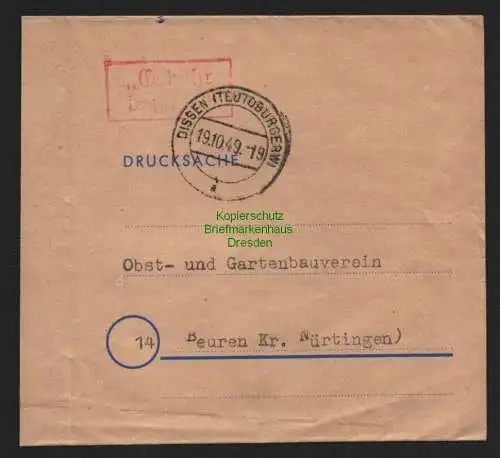 DISSEN (TEUTOBURGERW)
19.10.49.-19
a
DRUCKSACHE
Kopierschutz
Briefmarkenhaus
Dresden
Obst- und Gartenbauverein
14 Beuren Kr. Nürtingen)